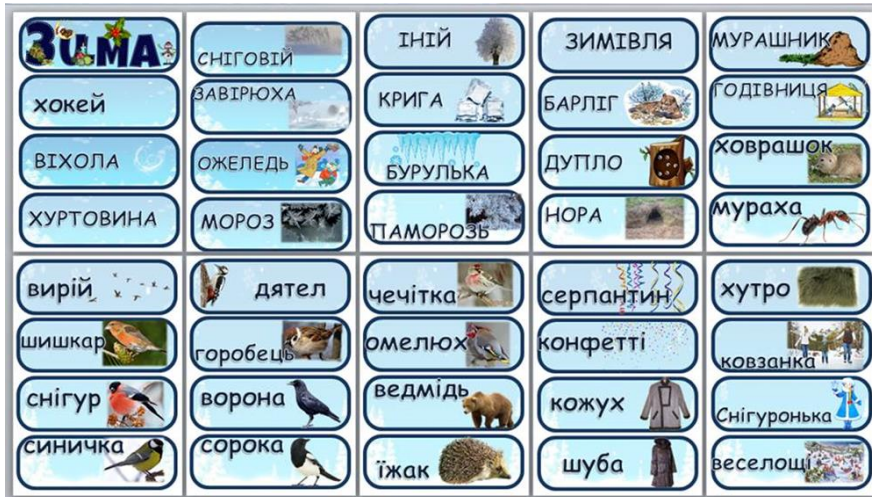 ЗИМА
хокей
ВІХОЛА
ХУРТОВИНА
СНІГОВІЙ
ЗАВІРЮХА
ОЖЕЛЕДЬ
МОРОЗ
ІНІЙ
КРИГА
БУРУЛЬКА
ПАМОРОЗЬ
ЗИМІВЛЯ
БАРЛІГ
ДУПЛО
НОРА
МУРАШНИК
ГОДІВНИЦЯ
ховрашок
мураха
вирій
шишкар
снігур
синичка
дятел
горобець
ворона
сорока
чечітка
омелюх
ведмідь
їжак
серпантин
конфетті
кожух
шуба
хутро
ковзанка
Снігуронька
веселощі